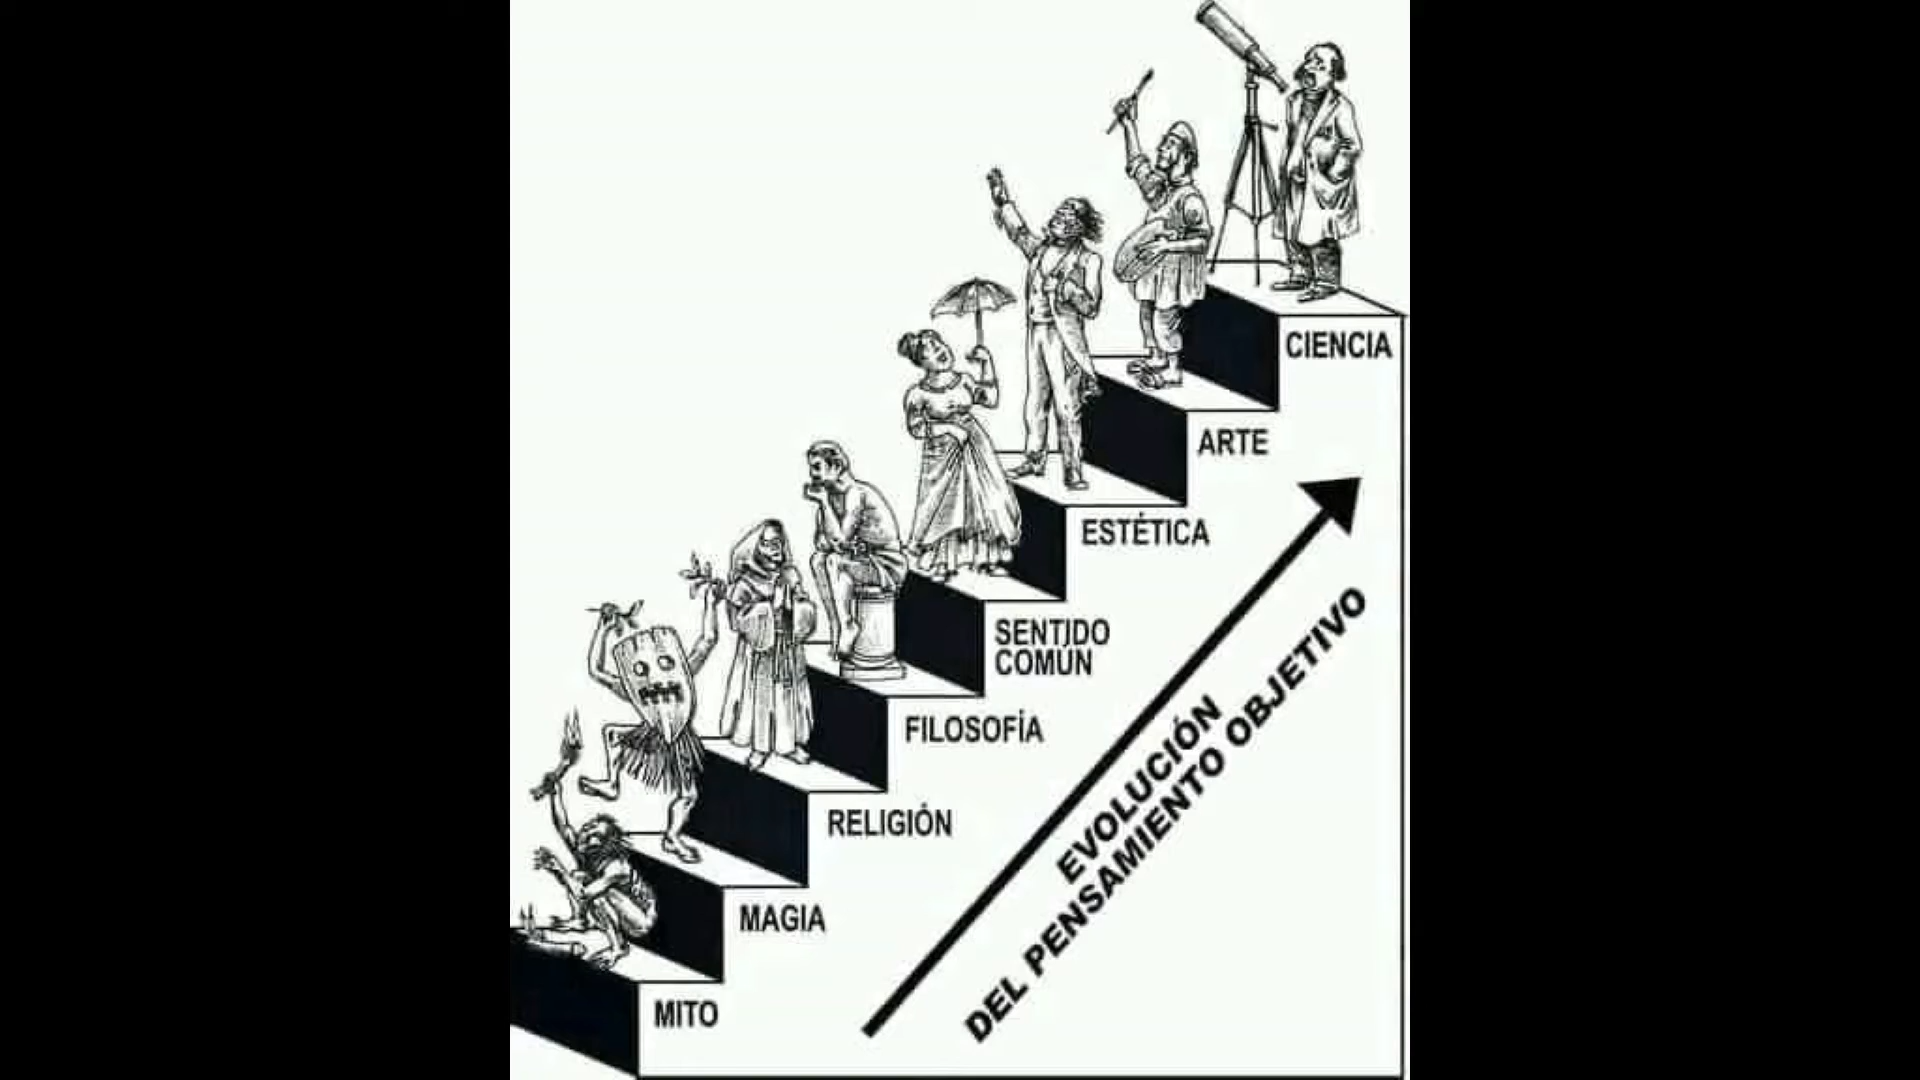 CIENCIA
ARTE
ESTÉTICA
SENTIDO
COMÚN
FILOSOFÍA
RELIGIÓN
MAGIA
MITO
EVOLUCIÓN
DEL PENSAMIENTO OBJETIVO